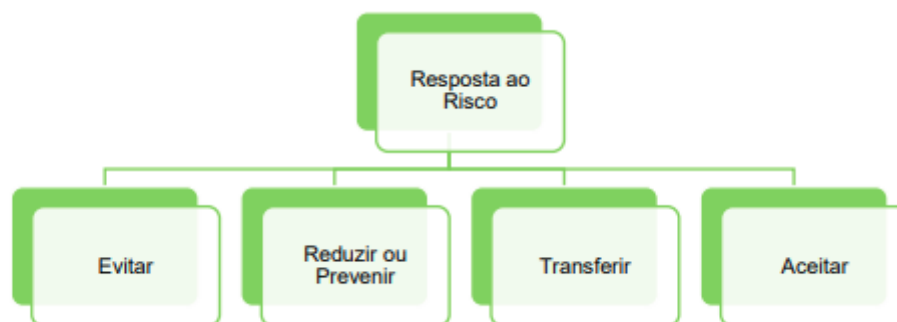 Resposta ao
Risco
Evitar
Reduzir ou
Prevenir
Transferir
Aceitar